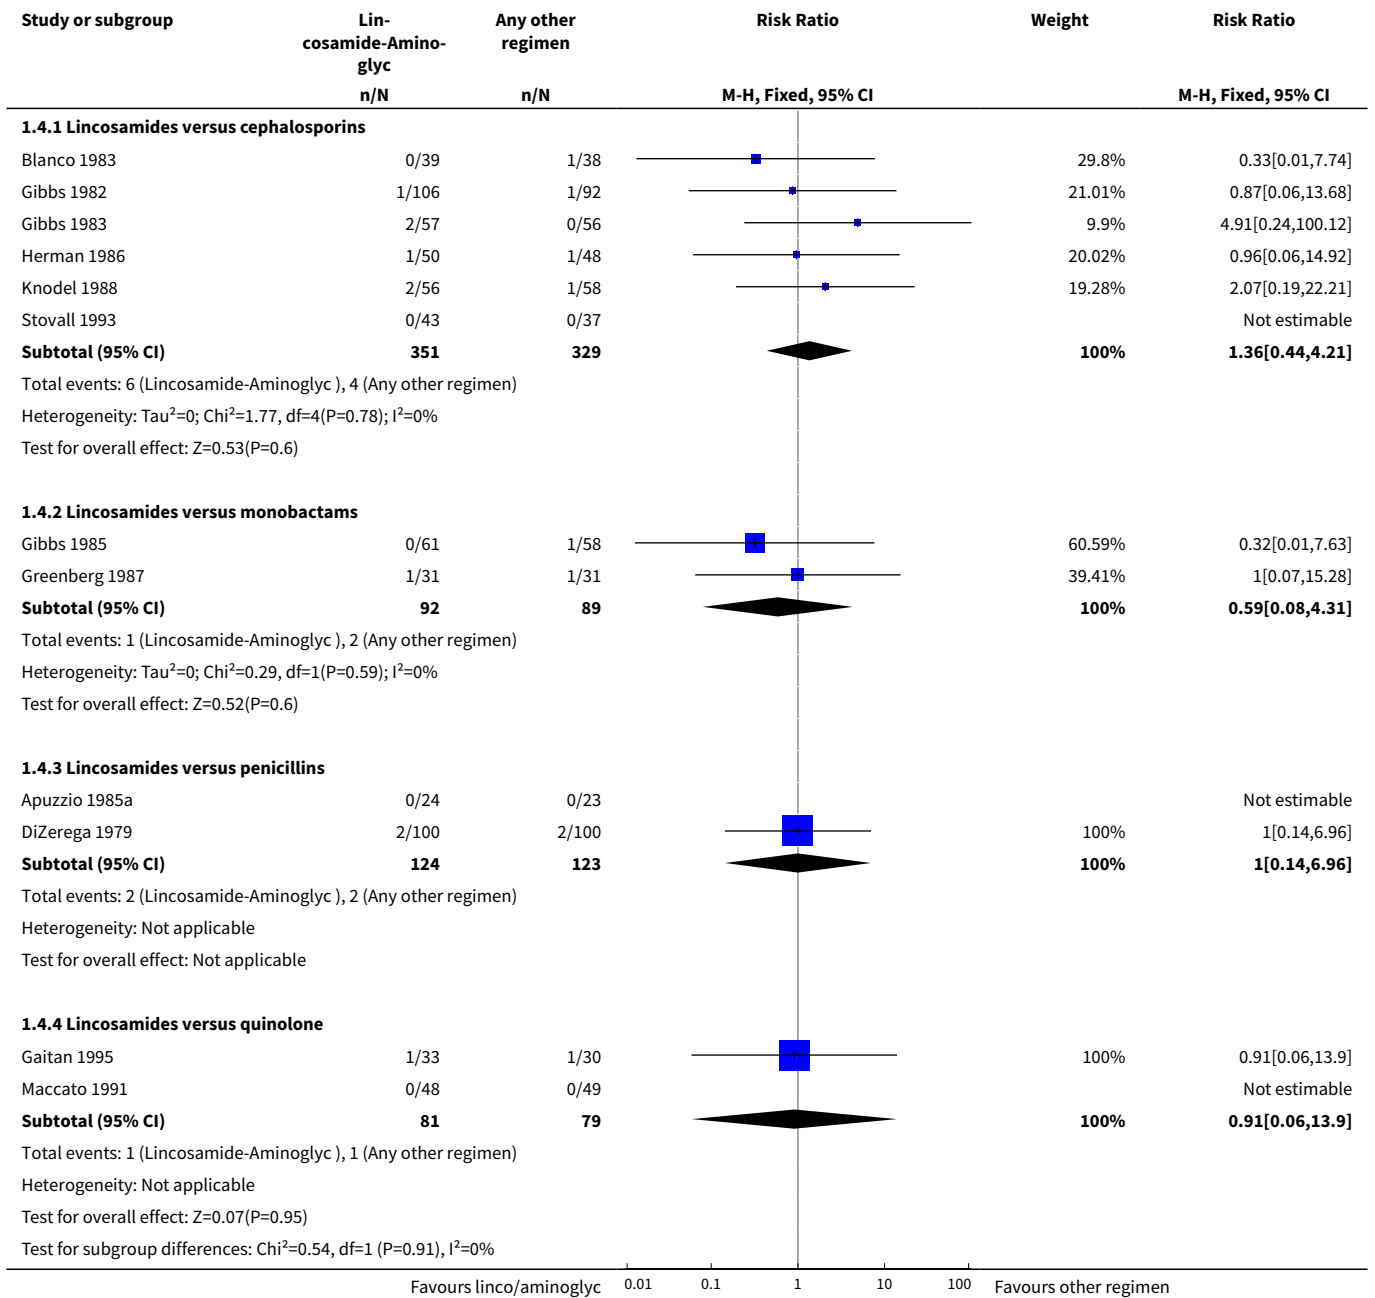 Study or subgroup Lin- Any other Risk Ratio Weight Risk Ratio
cosamide-Amino- regimen
glyc
n/N n/N M-H, Fixed, 95% CI M-H, Fixed, 95% CI
1.4.1 Lincosamides versus cephalosporins
Blanco 1983 0/39 1/38 29.8% 0.33[0.01,7.74]
Gibbs 1982 1/106 1/92 21.01% 0.87[0.06,13.68]
Gibbs 1983 2/57 0/56 9.9% 4.91[0.24,100.12]
Herman 1986 1/50 1/48 20.02% 0.96[0.06,14.92]
Knodel 1988 2/56 1/58 19.28% 2.07[0.19,22.21]
Stovall 1993 0/43 0/37 Not estimable
Subtotal (95% CI) 351 329 100% 1.36[0.44,4.21]
Total events: 6 (Lincosamide-Aminoglyc ), 4 (Any other regimen)
Heterogeneity: Tau²=0; Chi²=1.77, df=4(P=0.78); I²=0%
Test for overall effect: Z=0.53(P=0.6)
1.4.2 Lincosamides versus monobactams
Gibbs 1985 0/61 1/58 60.59% 0.32[0.01,7.63]
Greenberg 1987 1/31 1/31 39.41% 1[0.07,15.28]
Subtotal (95% CI) 92 89 100% 0.59[0.08,4.31]
Total events: 1 (Lincosamide-Aminoglyc ), 2 (Any other regimen)
Heterogeneity: Tau²=0; Chi²=0.29, df=1(P=0.59); I²=0%
Test for overall effect: Z=0.52(P=0.6)
1.4.3 Lincosamides versus penicillins
Apuzzio 1985a 0/24 0/23 Not estimable
DiZerega 1979 2/100 2/100 100% 1[0.14,6.96]
Subtotal (95% CI) 124 123 100% 1[0.14,6.96]
Total events: 2 (Lincosamide-Aminoglyc ), 2 (Any other regimen)
Heterogeneity: Not applicable
Test for overall effect: Not applicable
1.4.4 Lincosamides versus quinolone
Gaitan 1995 1/33 1/30 100% 0.91[0.06,13.9]
Maccato 1991 0/48 0/49 Not estimable
Subtotal (95% CI) 81 79 100% 0.91[0.06,13.9]
Total events: 1 (Lincosamide-Aminoglyc ), 1 (Any other regimen)
Heterogeneity: Not applicable
Test for overall effect: Z=0.07(P=0.95)
Test for subgroup differences: Chi²=0.54, df=1 (P=0.91), I²=0%
Favours linco/aminoglyc 0.01 0.1 1 10 100 Favours other regimen